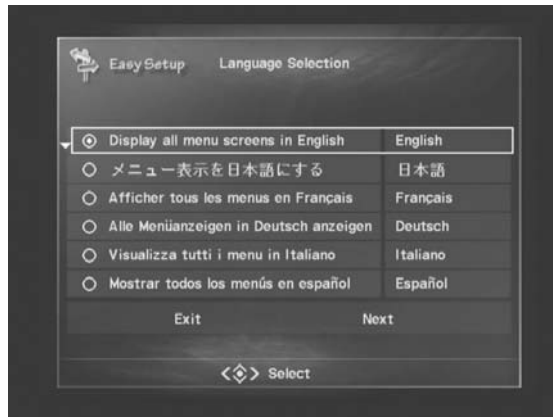 Easy Setup Language Selection
Display all menu screens in English English
メニュー表示を日本語にする 日本語
Afficher tous les menus en Français Français
Alle Menüanzeigen in Deutsch anzeigen Deutsch
Visualizza tutti i menu in Italiano Italiano
Mostrar todos los menús en español Español
Exit Next
Select